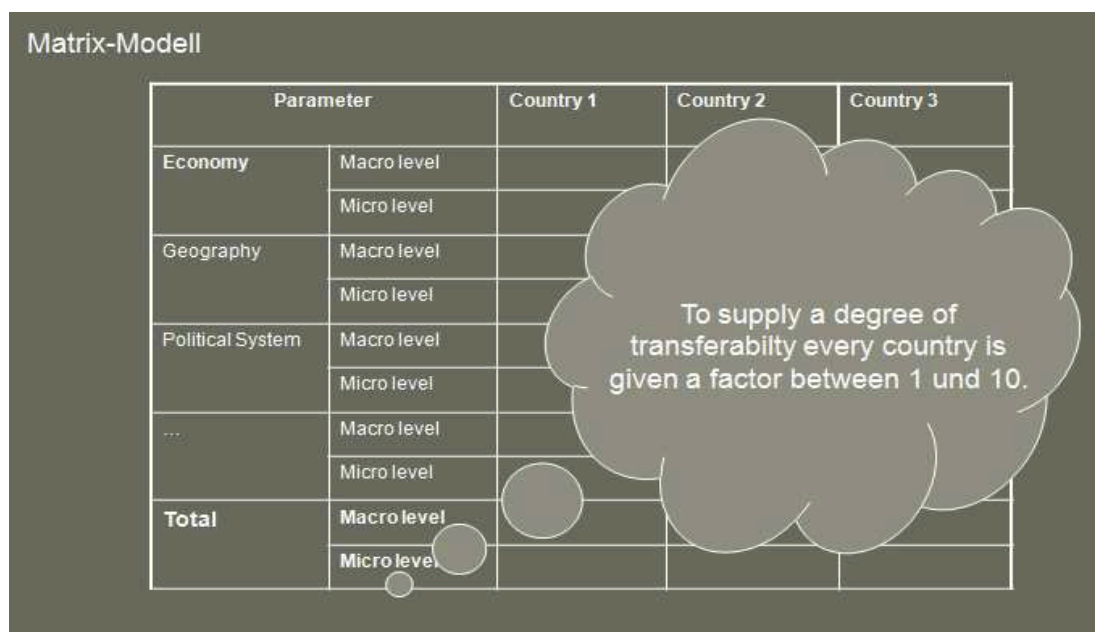 Matrix-Modell
Parameter Country 1 Country 2 Country 3
Economy Macro level
Micro level
Geography Macro level
Micro level
Political System Macro level
Micro level
... Macro level
Micro level
Total Macro level
Micro level
To supply a degree of
transferabilty every country is
given a factor between 1 und 10.